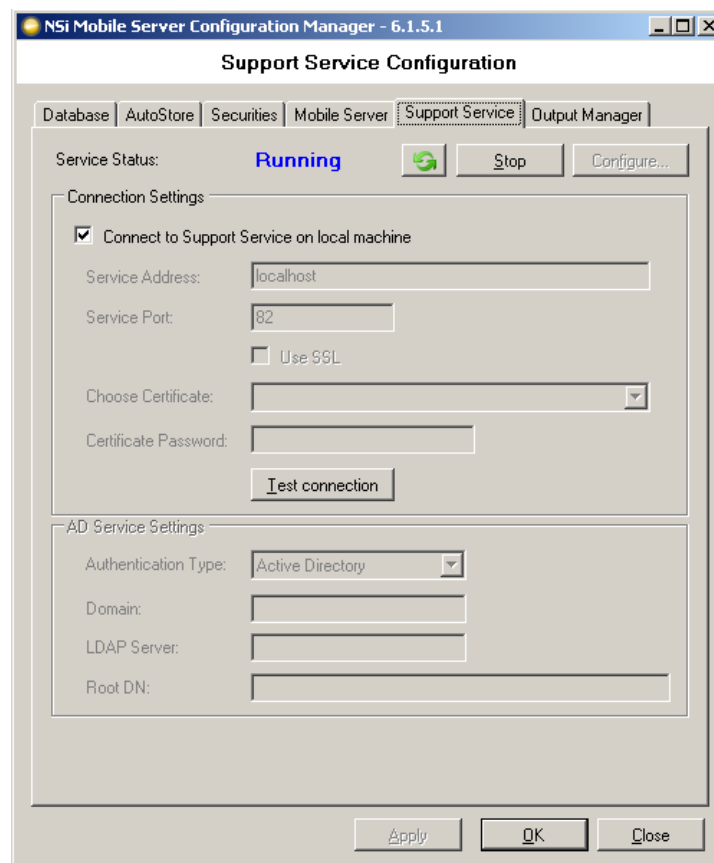 NSi Mobile Server Configuration Manager - 6.1.5.1
Support Service Configuration
Database AutoStore Securities Mobile Server Support Service Output Manager
Service Status: Running Stop Configure...
Connection Settings
Connect to Support Service on local machine
Service Address: localhost
Service Port: 82
Use SSL
Choose Certificate:
Certificate Password:
Test connection
AD Service Settings
Authentication Type: Active Directory
Domain:
LDAP Server:
Root DN:
Apply OK Close